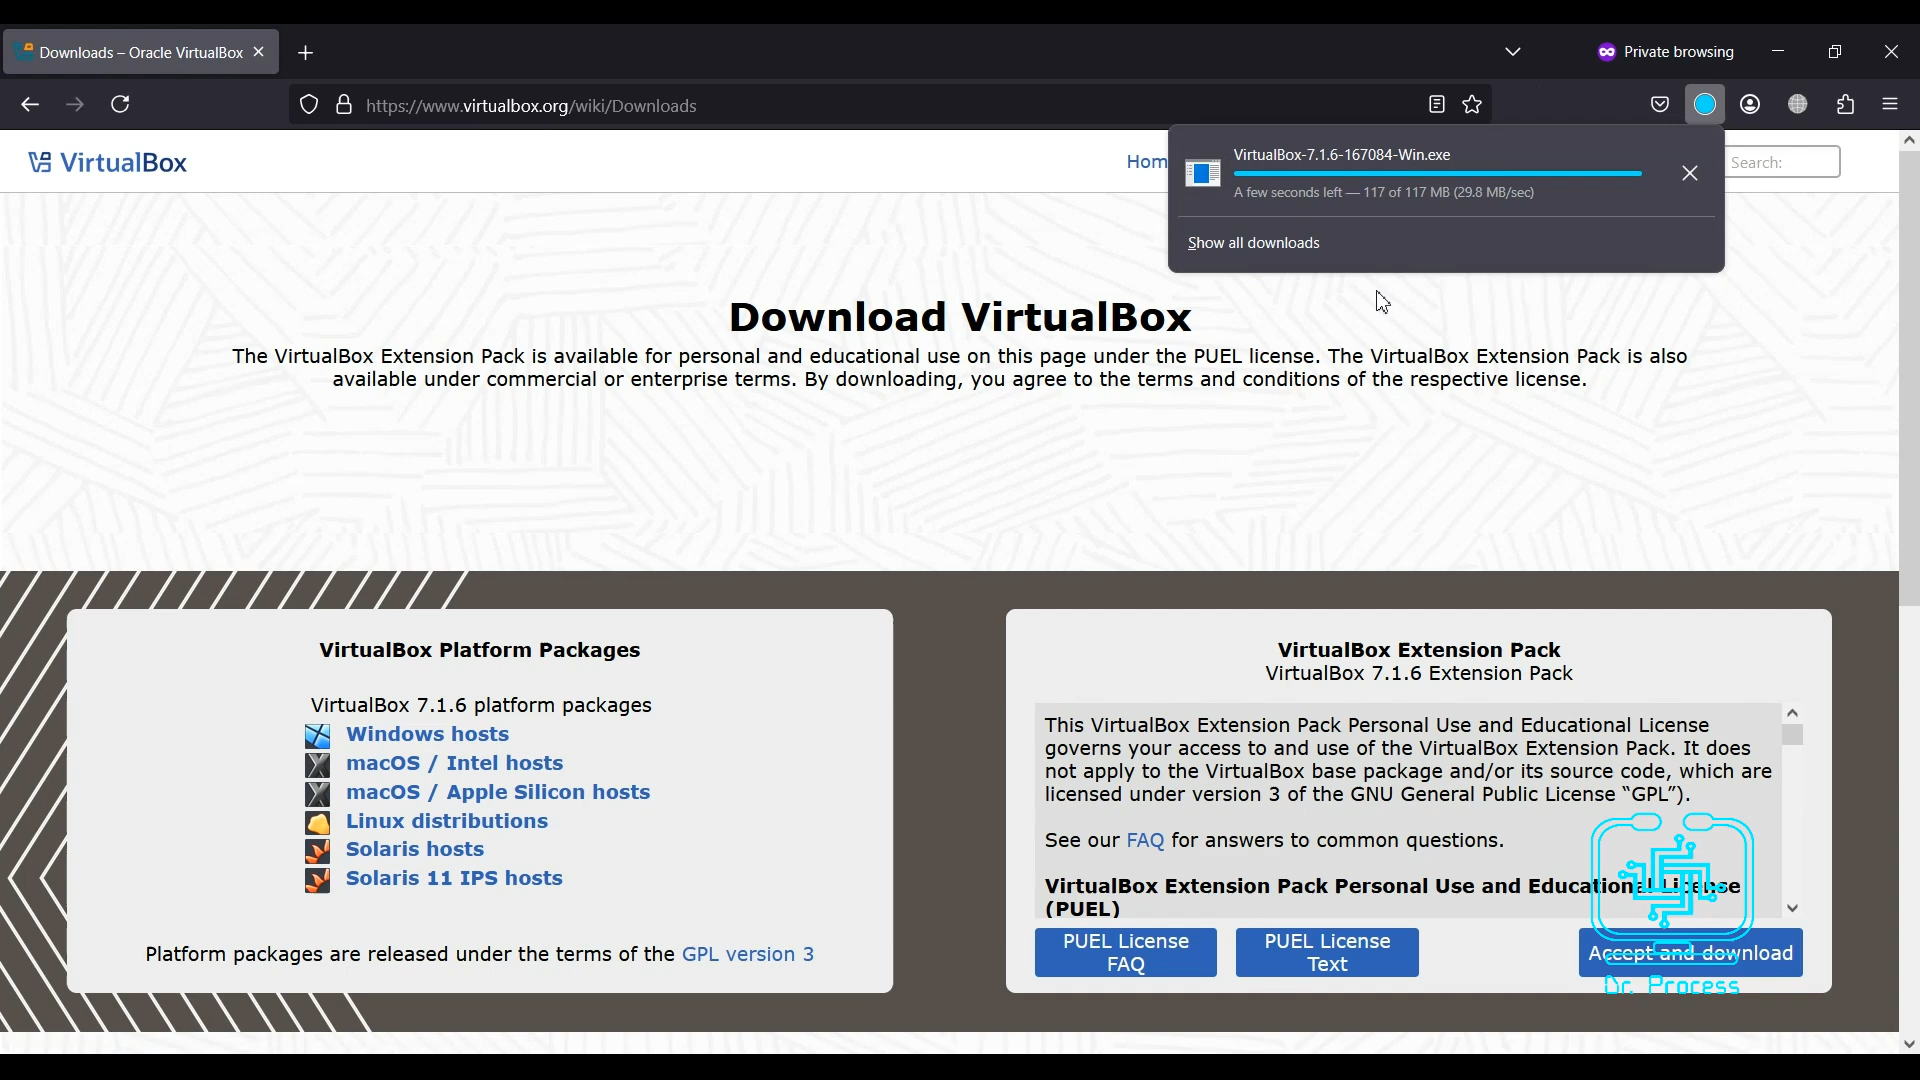 Downloads – Oracle VirtualBox
Private browsing
https://www.virtualbox.org/wiki/Downloads
VirtualBox
Hom
VirtualBox-7.1.6-167084-Win.exe
A few seconds left — 117 of 117 MB (29.8 MB/sec)
Show all downloads
Search:
Download VirtualBox
The VirtualBox Extension Pack is available for personal and educational use on this page under the PUEL license. The VirtualBox Extension Pack is also
available under commercial or enterprise terms. By downloading, you agree to the terms and conditions of the respective license.
VirtualBox Platform Packages
VirtualBox 7.1.6 platform packages
Windows hosts
macOS / Intel hosts
macOS / Apple Silicon hosts
Linux distributions
Solaris hosts
Solaris 11 IPS hosts
Platform packages are released under the terms of the GPL version 3
VirtualBox Extension Pack
VirtualBox 7.1.6 Extension Pack
This VirtualBox Extension Pack Personal Use and Educational License
governs your access to and use of the VirtualBox Extension Pack. It does
not apply to the VirtualBox base package and/or its source code, which are
licensed under version 3 of the GNU General Public License “GPL”).
See our FAQ for answers to common questions.
VirtualBox Extension Pack Personal Use and Educational License
(PUEL)
PUEL License
FAQ
PUEL License
Text
Accept and download
Dr. Process